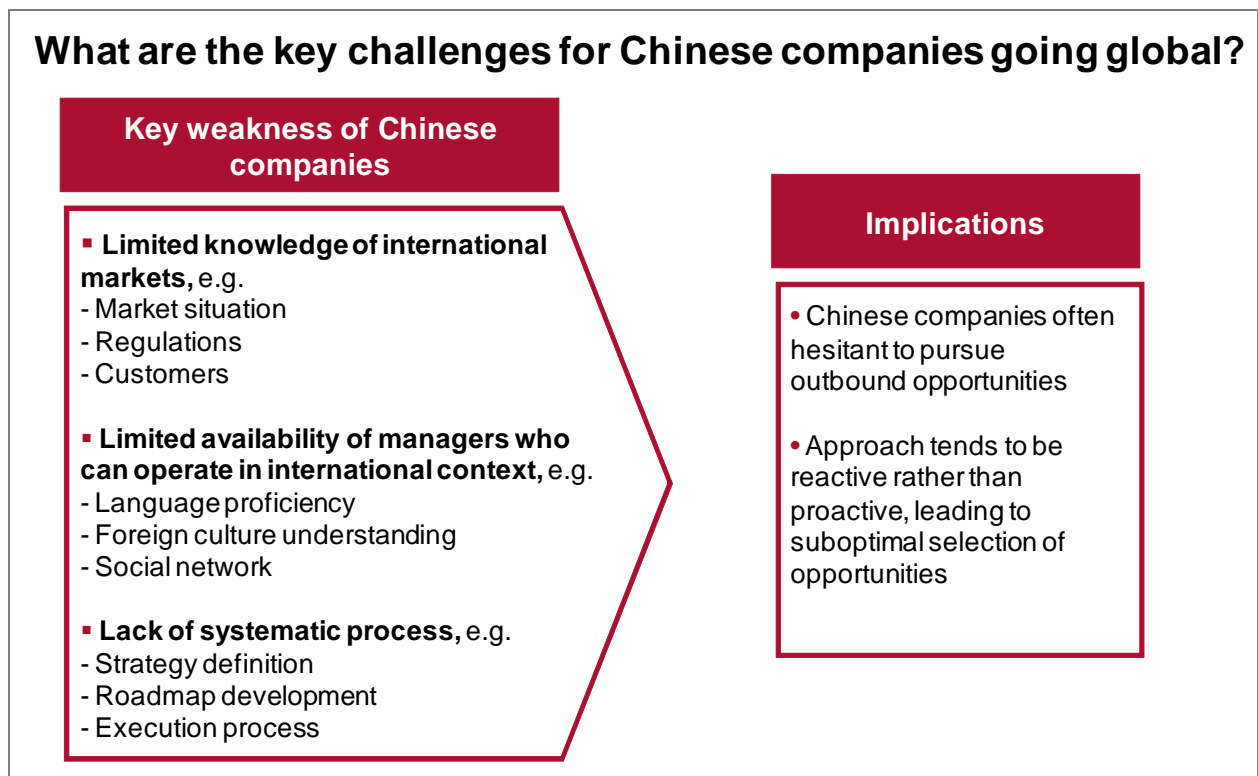 What are the key challenges for Chinese companies going global?
Key weakness of Chinese
companies
▪ Limited knowledge of international
markets, e.g.
- Market situation
- Regulations
- Customers
▪ Limited availability of managers who
can operate in international context, e.g.
- Language proficiency
- Foreign culture understanding
- Social network
▪ Lack of systematic process, e.g.
- Strategy definition
- Roadmap development
- Execution process
Implications
• Chinese companies often
hesitant to pursue
outbound opportunities
• Approach tends to be
reactive rather than
proactive, leading to
suboptimal selection of
opportunities